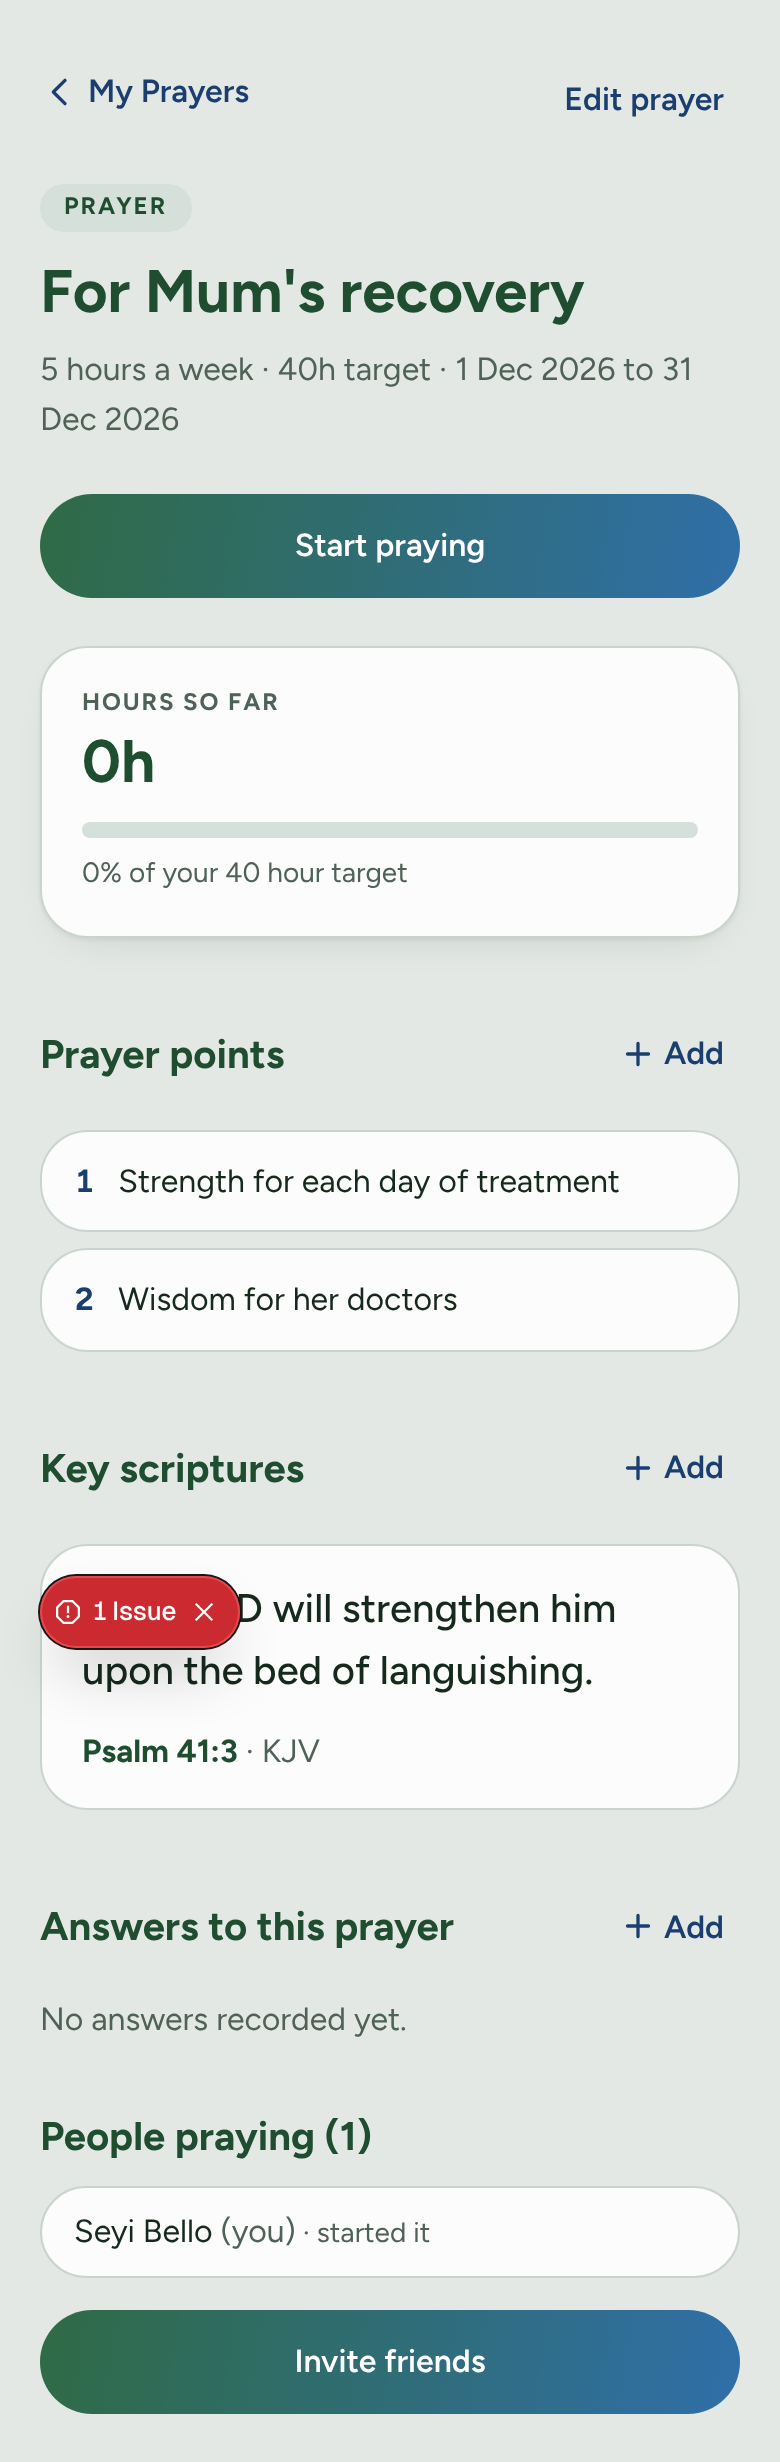 My Prayers
Edit prayer
PRAYER
For Mum's recovery
5 hours a week · 40h target · 1 Dec 2026 to 31
Dec 2026
Start praying
HOURS SO FAR
0h
0% of your 40 hour target
Prayer points
+ Add
1 Strength for each day of treatment
2 Wisdom for her doctors
Key scriptures
+ Add
1 Issue
D will strengthen him
upon the bed of languishing.
Psalm 41:3 · KJV
Answers to this prayer
+ Add
No answers recorded yet.
People praying (1)
Seyi Bello (you) · started it
Invite friends